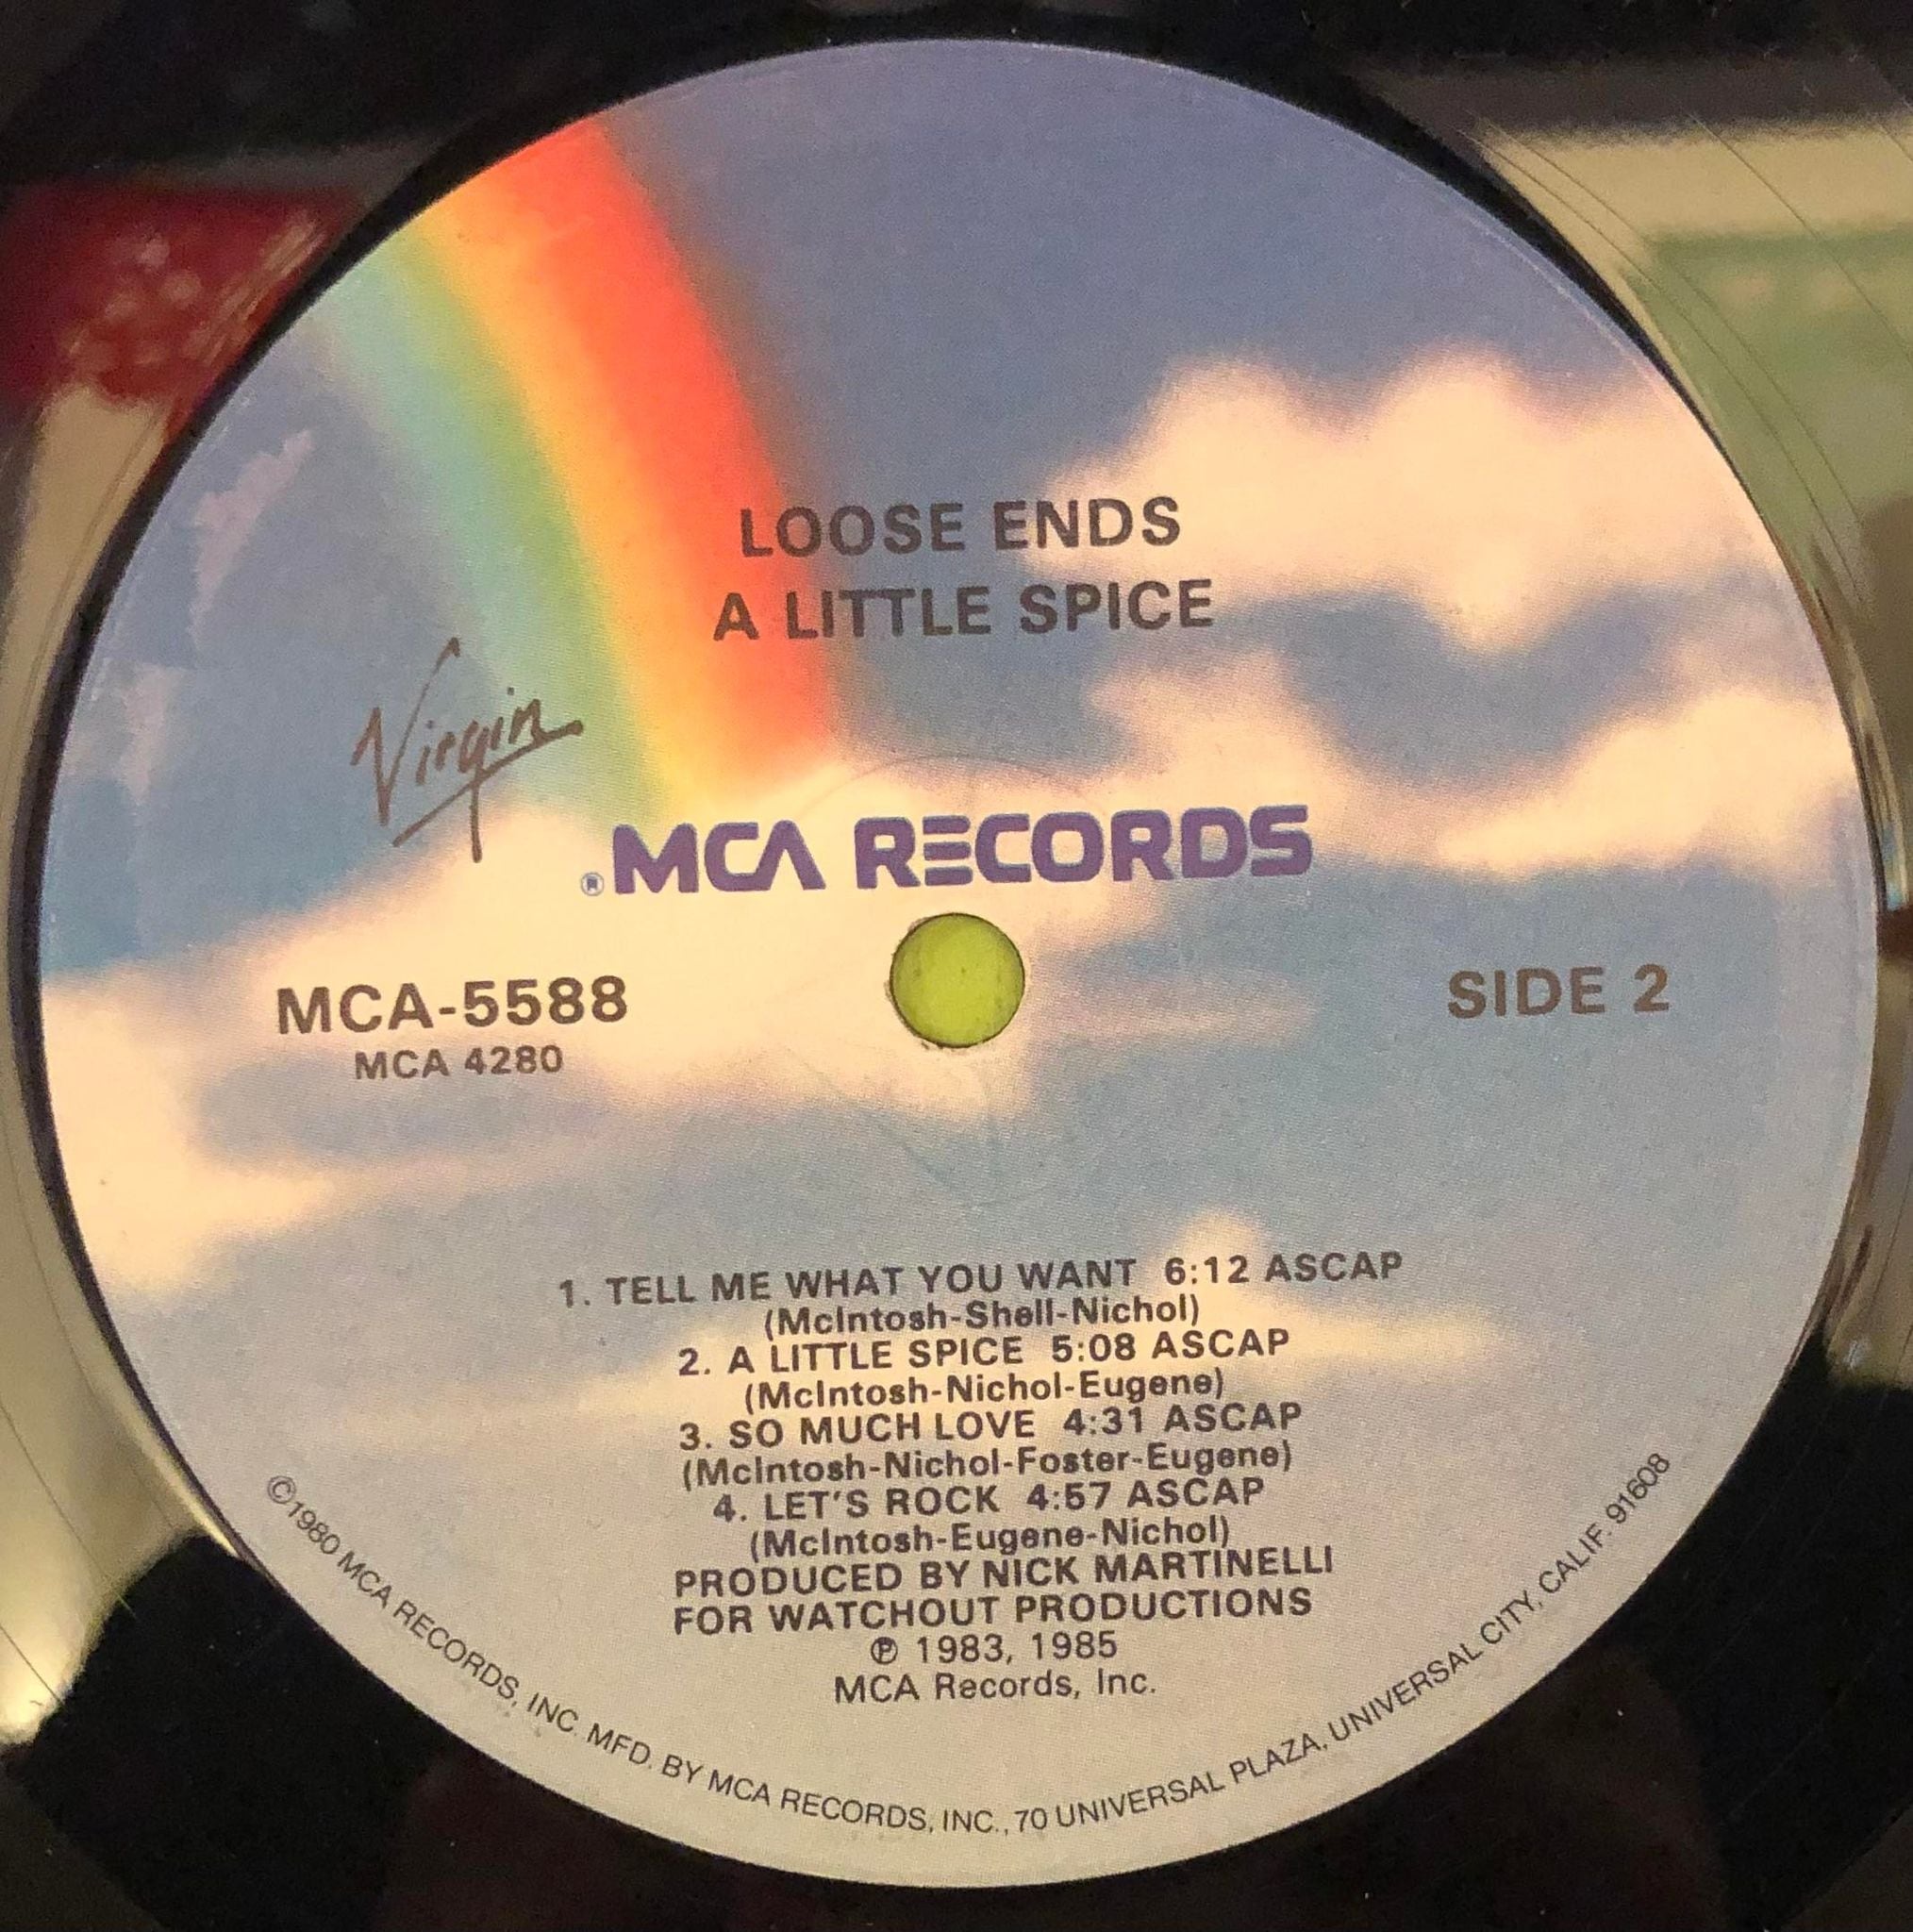 LOOSE ENDS
A LITTLE SPICE
Virgin
®MCA RECORDS
MCA-5588
MCA 4280
SIDE 2
1. TELL ME WHAT YOU WANT 6:12 ASCAP
(McIntosh-Shell-Nichol)
2. A LITTLE SPICE 5:08 ASCAP
(McIntosh-Nichol-Eugene)
3. SO MUCH LOVE 4:31 ASCAP
(McIntosh-Nichol-Foster-Eugene)
4. LET'S ROCK 4:57 ASCAP
(McIntosh-Eugene-Nichol)
PRODUCED BY NICK MARTINELLI
FOR WATCHOUT PRODUCTIONS
℗ 1983, 1985
MCA Records, Inc.
©1980 MCA RECORDS, INC. MFD. BY MCA RECORDS, INC., 70 UNIVERSAL PLAZA, UNIVERSAL CITY, CALIF. 91608